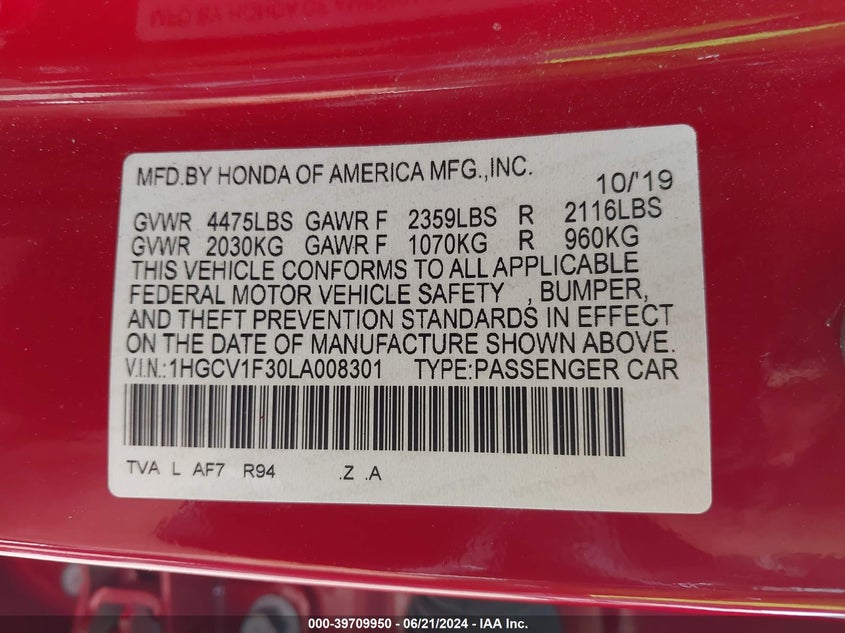 MFD.BY HONDA OF AMERICA MFG.,INC.
10/'19
GVWR 4475LBS GAWR F 2359LBS R 2116LBS
GVWR 2030KG GAWR F 1070KG R 960KG
THIS VEHICLE CONFORMS TO ALL APPLICABLE
FEDERAL MOTOR VEHICLE SAFETY , BUMPER,
AND THEFT PREVENTION STANDARDS IN EFFECT
ON THE DATE OF MANUFACTURE SHOWN ABOVE.
V.I.N.:1HGCV1F30LA008301 TYPE:PASSENGER CAR
TVA L AF7 R94 .Z .A
000-39709950 - 06/21/2024 - IAA Inc.